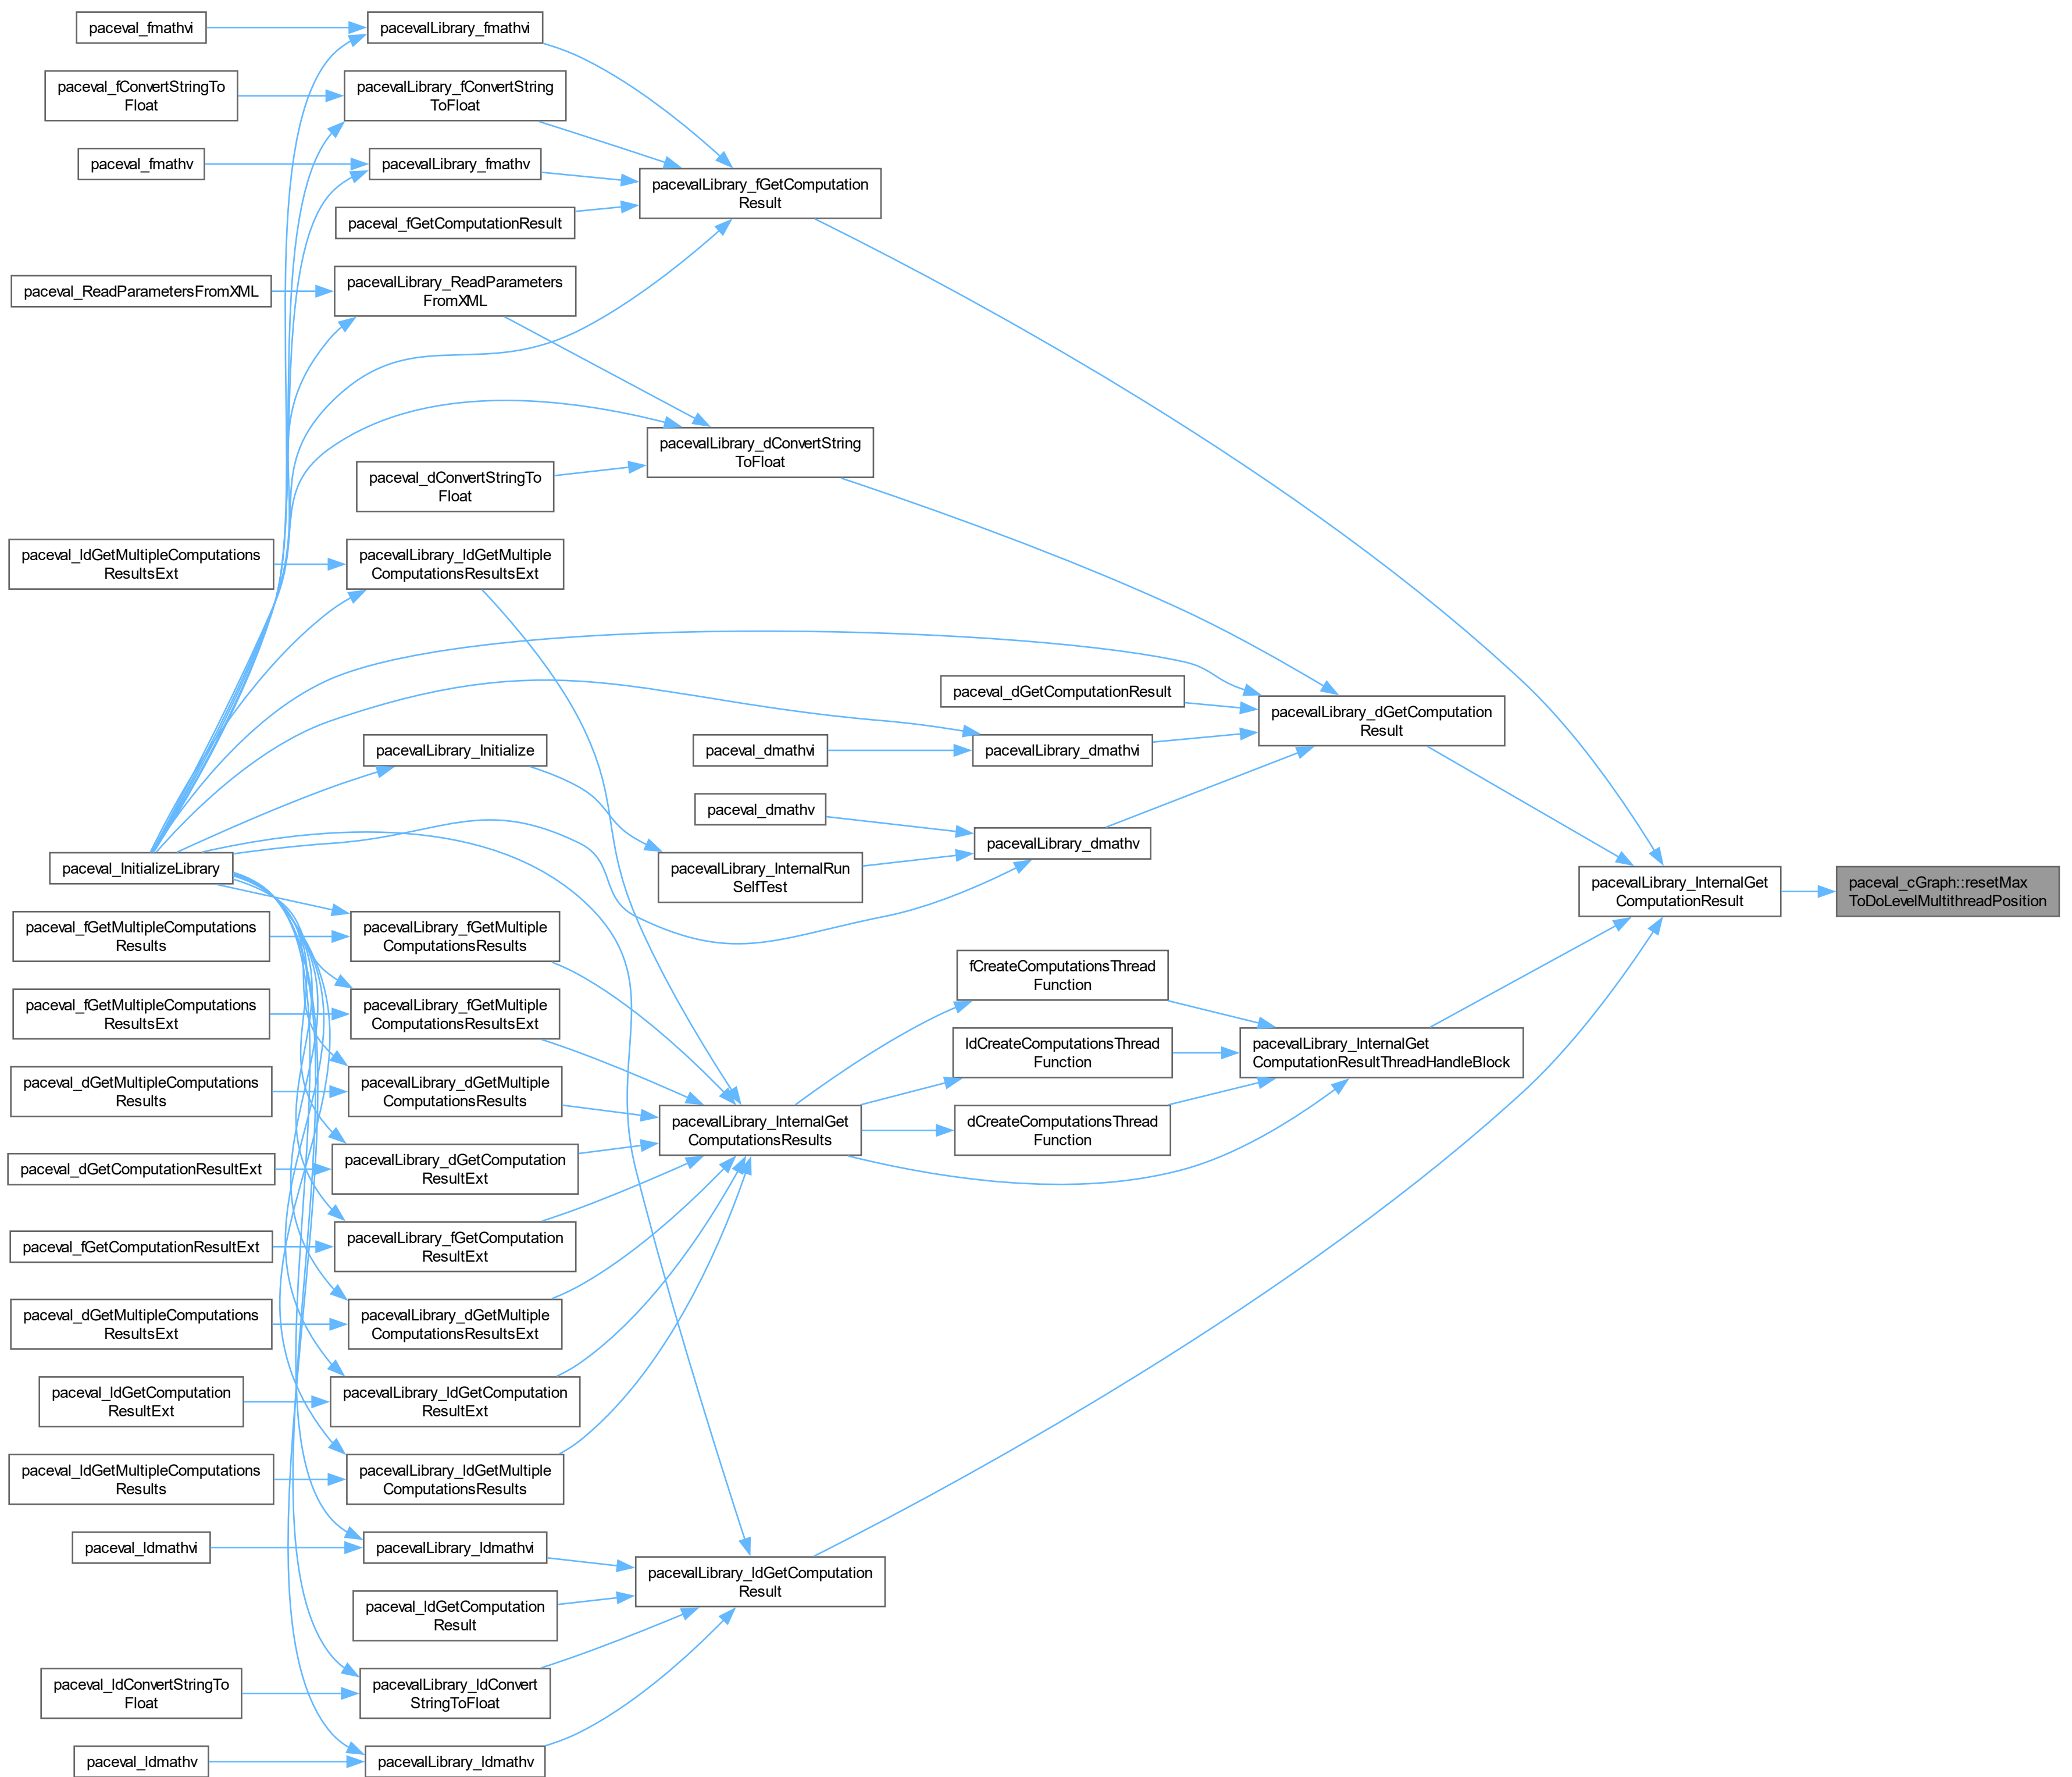 paceval_fmathvi
pacevalLibrary_fmathvi
paceval_fConvertStringTo
Float
pacevalLibrary_fConvertString
ToFloat
paceval_fmathv
pacevalLibrary_fmathv
pacevalLibrary_fGetComputation
Result
paceval_fGetComputationResult
paceval_ReadParametersFromXML
pacevalLibrary_ReadParameters
FromXML
pacevalLibrary_dConvertString
ToFloat
paceval_dConvertStringTo
Float
paceval_ldGetMultipleComputations
ResultsExt
pacevalLibrary_ldGetMultiple
ComputationsResultsExt
paceval_dGetComputationResult
pacevalLibrary_dGetComputation
Result
pacevalLibrary_Initialize
paceval_dmathvi
pacevalLibrary_dmathvi
paceval_dmathv
pacevalLibrary_dmathv
paceval_InitializeLibrary
pacevalLibrary_InternalRun
SelfTest
pacevalLibrary_InternalGet
ComputationResult
paceval_cGraph::resetMax
ToDoLevelMultithreadPosition
paceval_fGetMultipleComputations
Results
pacevalLibrary_fGetMultiple
ComputationsResults
fCreateComputationsThread
Function
paceval_fGetMultipleComputations
ResultsExt
pacevalLibrary_fGetMultiple
ComputationsResultsExt
ldCreateComputationsThread
Function
pacevalLibrary_InternalGet
ComputationResultThreadHandleBlock
paceval_dGetMultipleComputations
Results
pacevalLibrary_dGetMultiple
ComputationsResults
pacevalLibrary_InternalGet
ComputationsResults
dCreateComputationsThread
Function
paceval_dGetComputationResultExt
pacevalLibrary_dGetComputation
ResultExt
paceval_fGetComputationResultExt
pacevalLibrary_fGetComputation
ResultExt
paceval_dGetMultipleComputations
ResultsExt
pacevalLibrary_dGetMultiple
ComputationsResultsExt
paceval_ldGetComputation
ResultExt
pacevalLibrary_ldGetComputation
ResultExt
paceval_ldGetMultipleComputations
Results
pacevalLibrary_ldGetMultiple
ComputationsResults
paceval_ldmathvi
pacevalLibrary_ldmathvi
pacevalLibrary_ldGetComputation
Result
paceval_ldGetComputation
Result
paceval_ldConvertStringTo
Float
pacevalLibrary_ldConvert
StringToFloat
paceval_ldmathv
pacevalLibrary_ldmathv